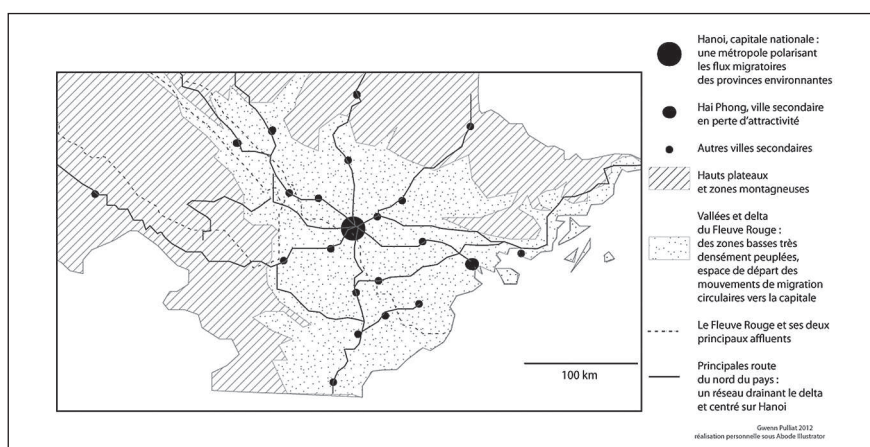 Hanoi, capitale nationale :
une métropole polarisant
les flux migratoires
des provinces environnantes
Hai Phong, ville secondaire
en perte d'attractivité
Autres villes secondaires
Hauts plateaux
et zones montagneuses
Vallées et delta
du Fleuve Rouge :
des zones basses très
densément peuplées,
espace de départ des
mouvements de migration
circulaires vers la capitale
Le Fleuve Rouge et ses deux
principaux affluents
Principales route
du nord du pays :
un réseau drainant le delta
et centré sur Hanoi
100 km
Gwenn Pulliat 2012
réalisation personnelle sous Abode Illustrator